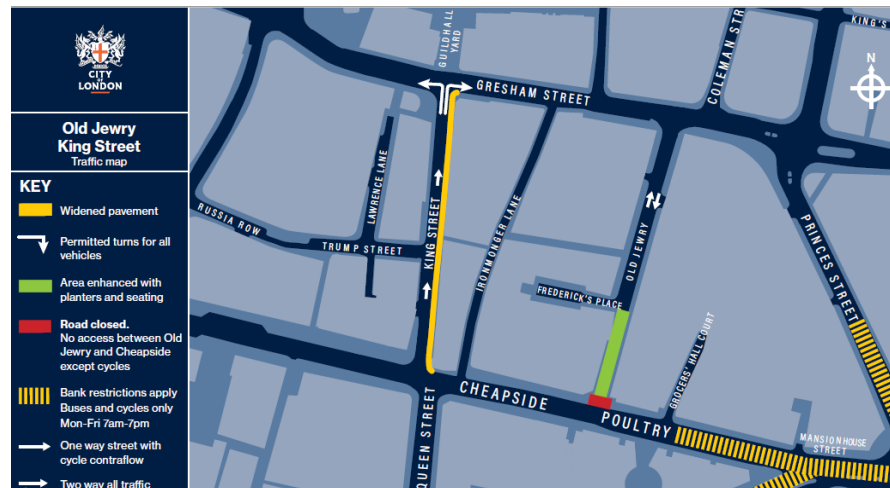 CITY
OF
LONDON
Old Jewry
King Street
Traffic map
KEY
Widened pavement
Permitted turns for all
vehicles
Area enhanced with
planters and seating
Road closed.
No access between Old
Jewry and Cheapside
except cycles
Bank restrictions apply
Buses and cycles only
Mon-Fri 7am-7pm
One way street with
cycle contraflow
Two way all traffic
GUILDHALL
YARD
GRESHAM STREET
COLEMAN STR
KING'S
N
RUSSIA ROW
LAWRENCE LANE
TRUMP STREET
KING STREET
IRONMONGER LANE
OLD JEWRY
FREDERICK'S PLACE
PRINCES STREET
GROCERS' HALL COURT
CHEAPSIDE
POULTRY
MANSION HOUSE
STREET
QUEEN STREET